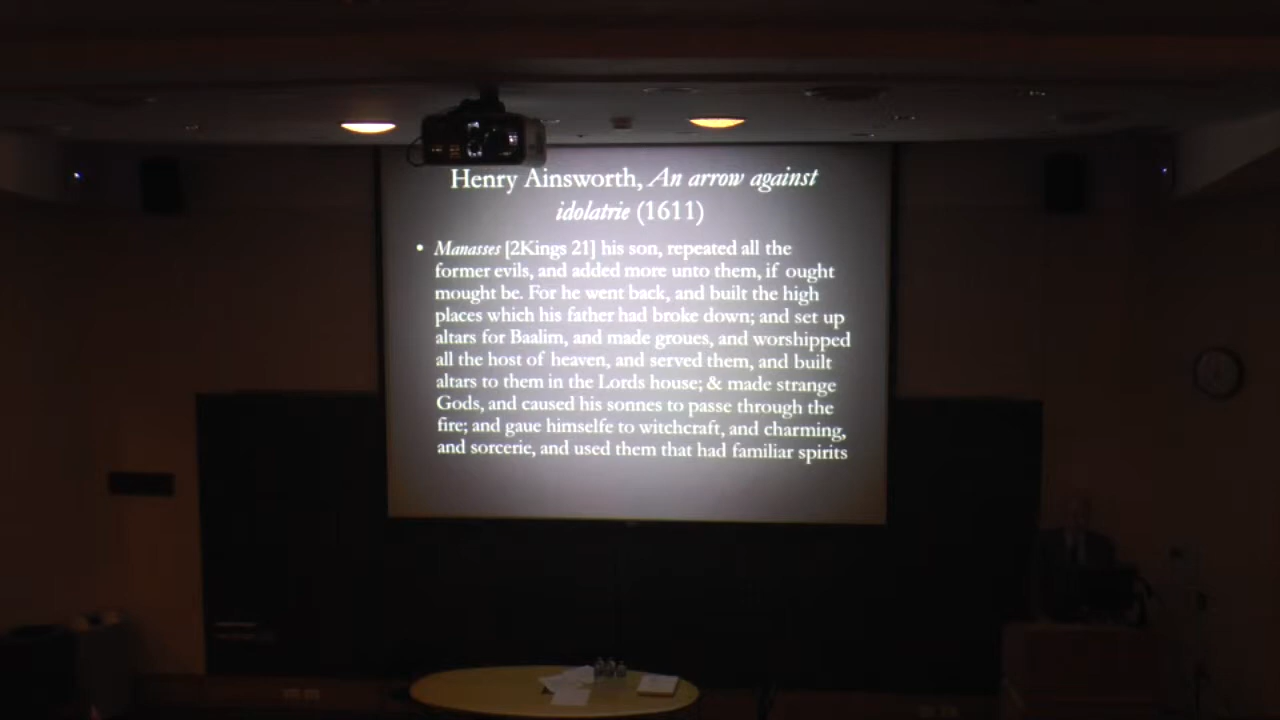 Henry Ainsworth, An arrow against
idolatrie (1611)
• Manasses [2Kings 21] his son, repeated all the
former evils, and added more unto them, if ought
mought be. For he went back, and built the high
places which his father had broke down; and set up
altars for Baalim, and made groues, and worshipped
all the host of heaven, and served them, and built
altars to them in the Lords house; & made strange
Gods, and caused his sonnes to passe through the
fire; and gaue himselfe to witchcraft, and charming,
and sorcerie, and used them that had familiar spirits